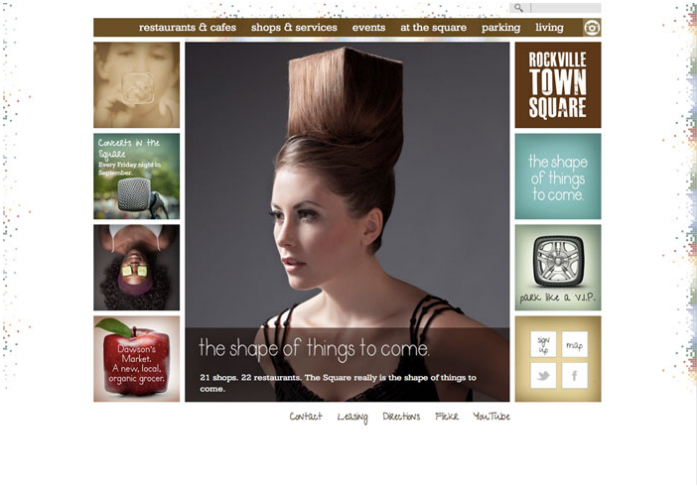 restaurants & cafes shops & services events at the square parking living
Concerts in the
Square
Every Friday night in
September.
Dawson's
Market.
A new, local,
organic grocer.
the shape of things to come.
21 shops. 22 restaurants. The Square really is the shape of things to
come.
ROCKVILLE
TOWN
SQUARE
the shape
of things
to come.
park like a V.I.P.
sign
up
map
Contact Leasing Directions Flickr YouTube